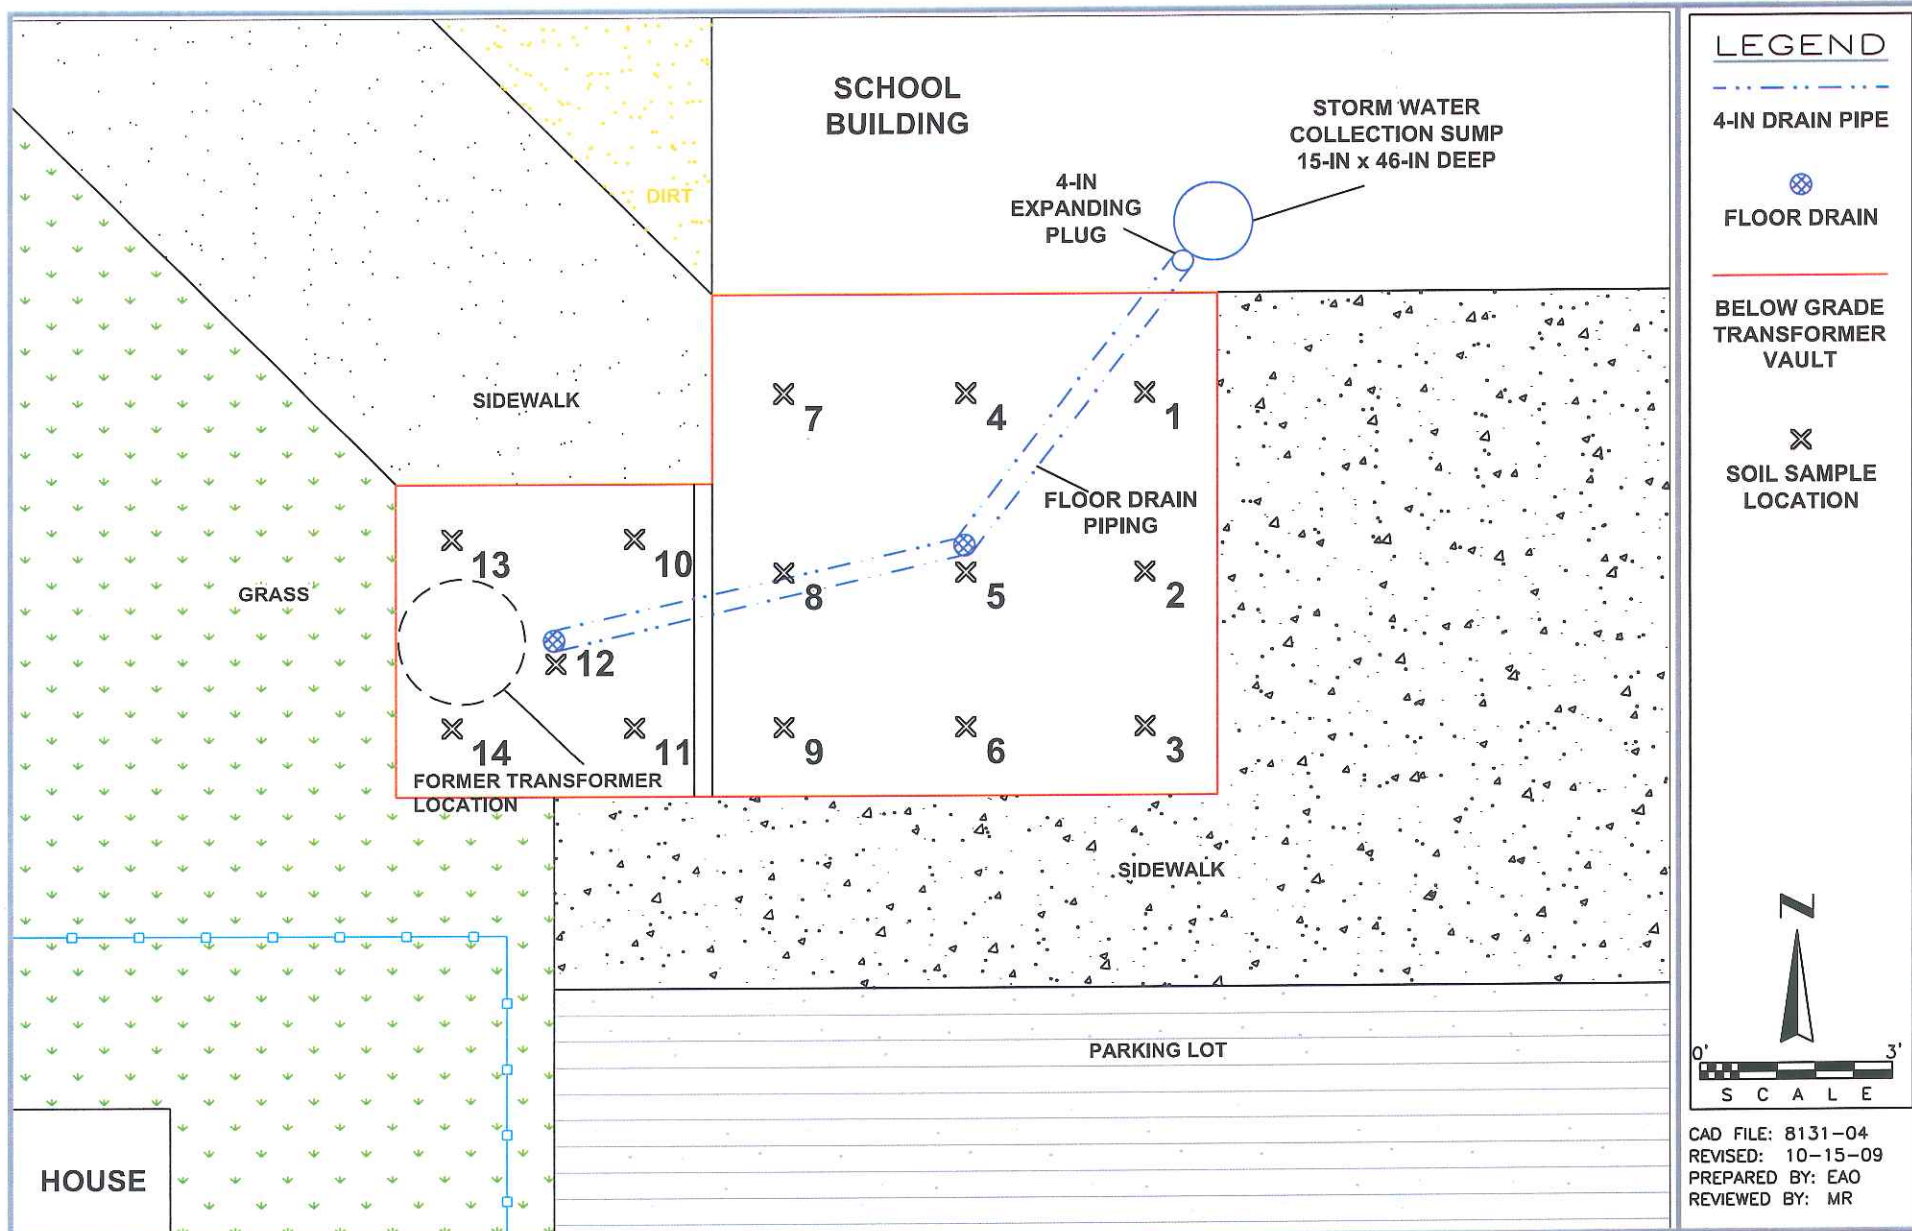 SCHOOL
BUILDING
STORM WATER
COLLECTION SUMP
15-IN x 46-IN DEEP
4-IN
EXPANDING
PLUG
DIRT
SIDEWALK
7
4
1
FLOOR DRAIN
PIPING
13
10
8
5
2
GRASS
12
14
11
9
6
3
FORMER TRANSFORMER
LOCATION
SIDEWALK
PARKING LOT
HOUSE
LEGEND
4-IN DRAIN PIPE
FLOOR DRAIN
BELOW GRADE
TRANSFORMER
VAULT
SOIL SAMPLE
LOCATION
N
0' 3'
SCALE
CAD FILE: 8131-04
REVISED: 10-15-09
PREPARED BY: EAO
REVIEWED BY: MR